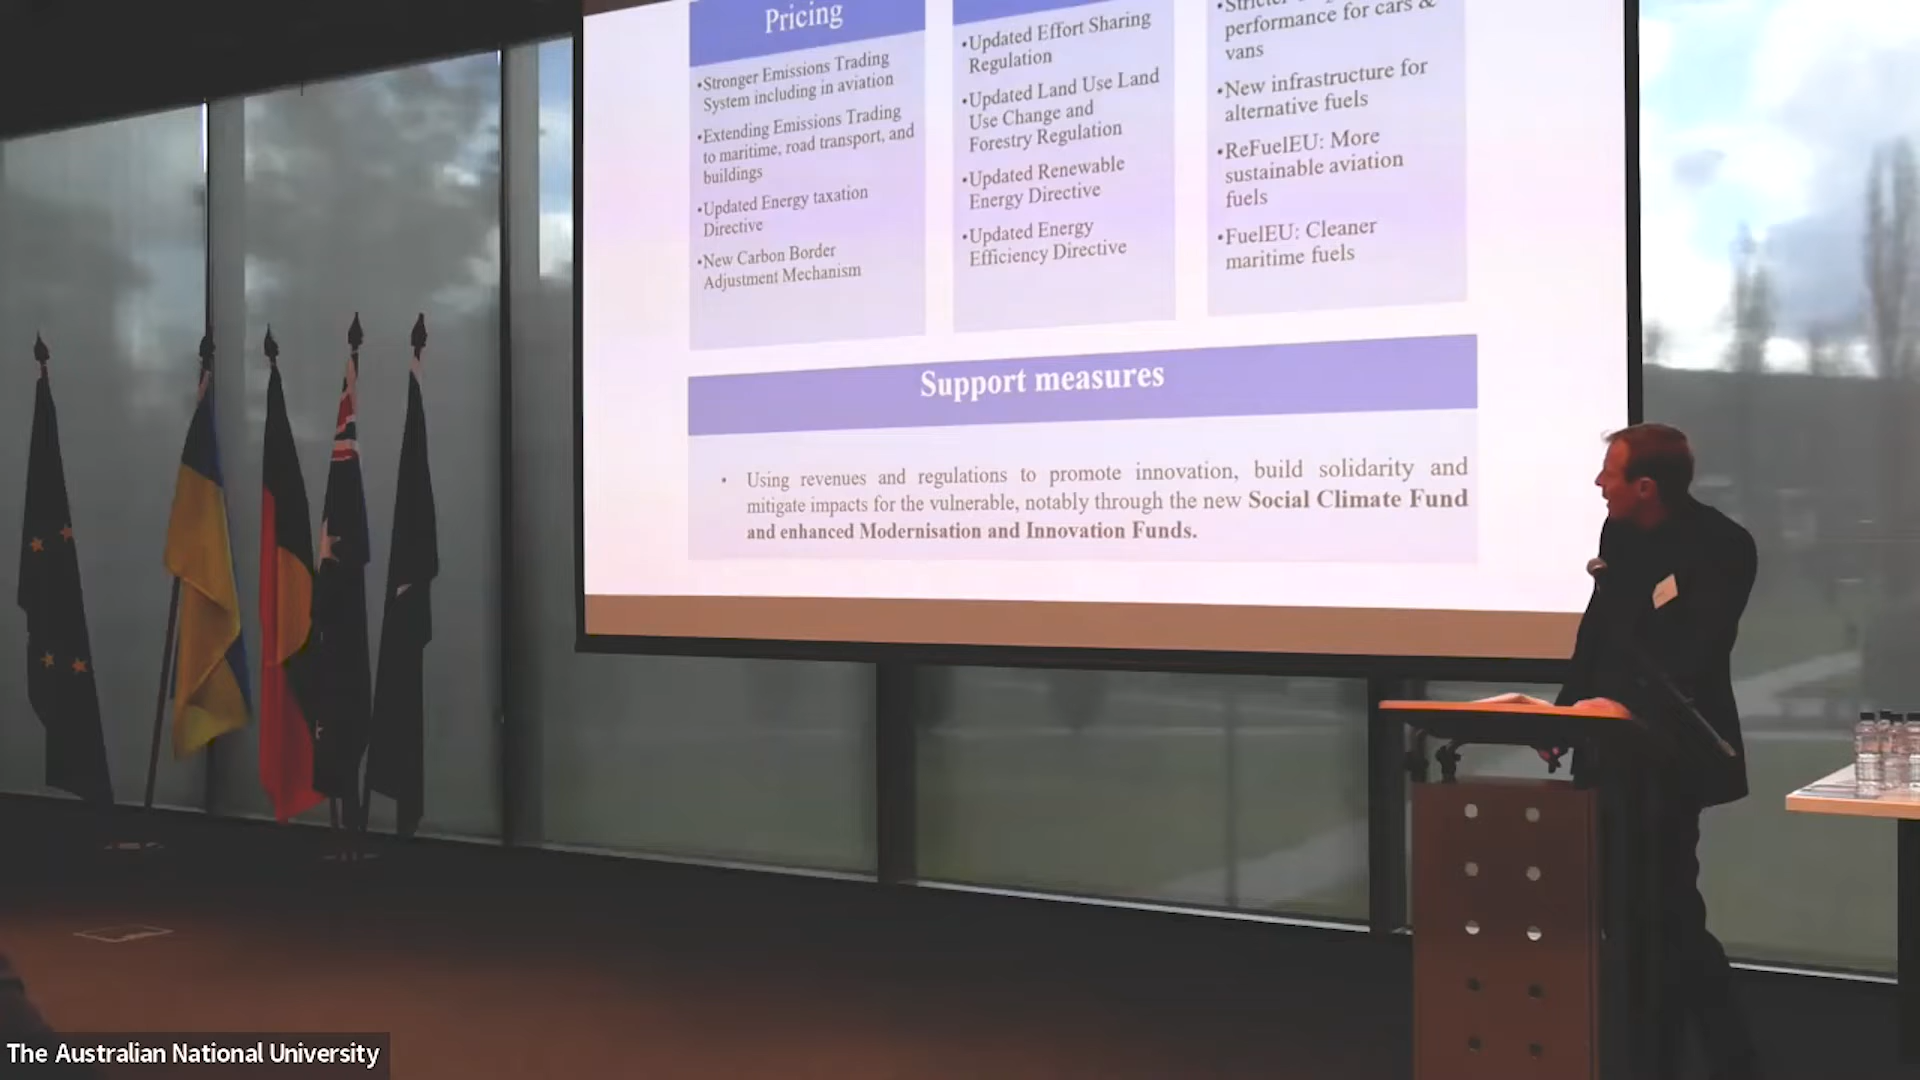 Pricing
•Stronger Emissions Trading
System including in aviation
•Extending Emissions Trading
to maritime, road transport, and
buildings
•Updated Energy taxation
Directive
•New Carbon Border
Adjustment Mechanism
•Updated Effort Sharing
Regulation
•Updated Land Use Land
Use Change and
Forestry Regulation
•Updated Renewable
Energy Directive
•Updated Energy
Efficiency Directive
•Stricter
performance for cars &
vans
•New infrastructure for
alternative fuels
•ReFuelEU: More
sustainable aviation
fuels
•FuelEU: Cleaner
maritime fuels
Support measures
• Using revenues and regulations to promote innovation, build solidarity and
mitigate impacts for the vulnerable, notably through the new Social Climate Fund
and enhanced Modernisation and Innovation Funds.
The Australian National University